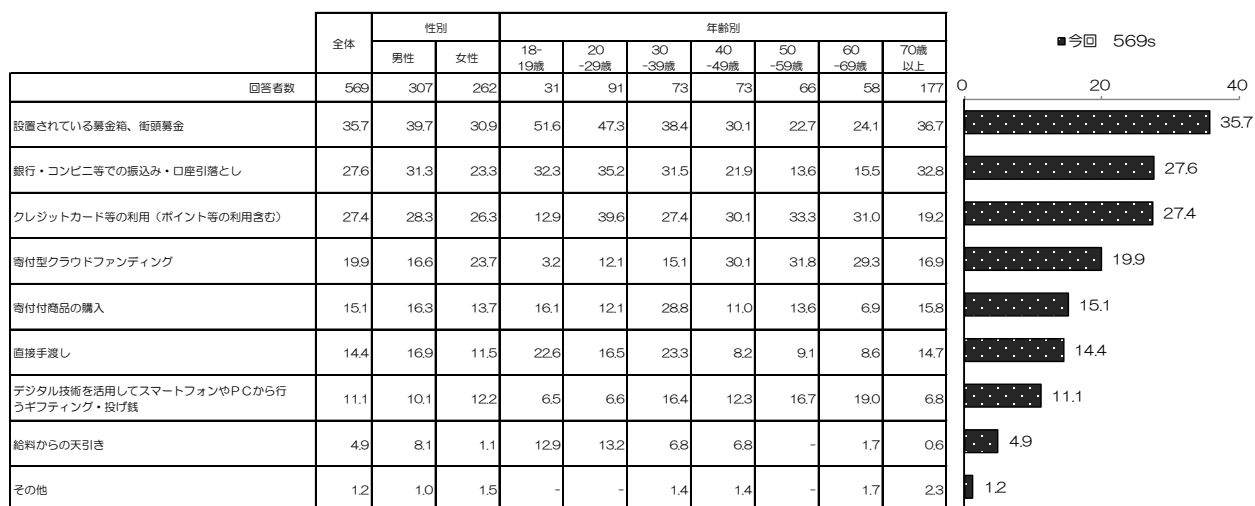 全体 性別 年齢別
男性 女性 18-19歳 20-29歳 30-39歳 40-49歳 50-59歳 60-69歳 70歳以上
■今回 569s
回答者数 569 307 262 31 91 73 73 66 58 177
0 20 40
設置されている募金箱、街頭募金 35.7 39.7 30.9 51.6 47.3 38.4 30.1 22.7 24.1 36.7 35.7
銀行・コンビニ等での振込み・口座引落とし 27.6 31.3 23.3 32.3 35.2 31.5 21.9 13.6 15.5 32.8 27.6
クレジットカード等の利用（ポイント等の利用含む） 27.4 28.3 26.3 12.9 39.6 27.4 30.1 33.3 31.0 19.2 27.4
寄付型クラウドファンディング 19.9 16.6 23.7 3.2 12.1 15.1 30.1 31.8 29.3 16.9 19.9
寄付付商品の購入 15.1 16.3 13.7 16.1 12.1 28.8 11.0 13.6 6.9 15.8 15.1
直接手渡し 14.4 16.9 11.5 22.6 16.5 23.3 8.2 9.1 8.6 14.7 14.4
デジタル技術を活用してスマートフォンやＰＣから行
うギフティング・投げ銭 11.1 10.1 12.2 6.5 6.6 16.4 12.3 16.7 19.0 6.8 11.1
給料からの天引き 4.9 8.1 1.1 12.9 13.2 6.8 6.8 - 1.7 0.6 4.9
その他 1.2 1.0 1.5 - - 1.4 1.4 - 1.7 2.3 1.2